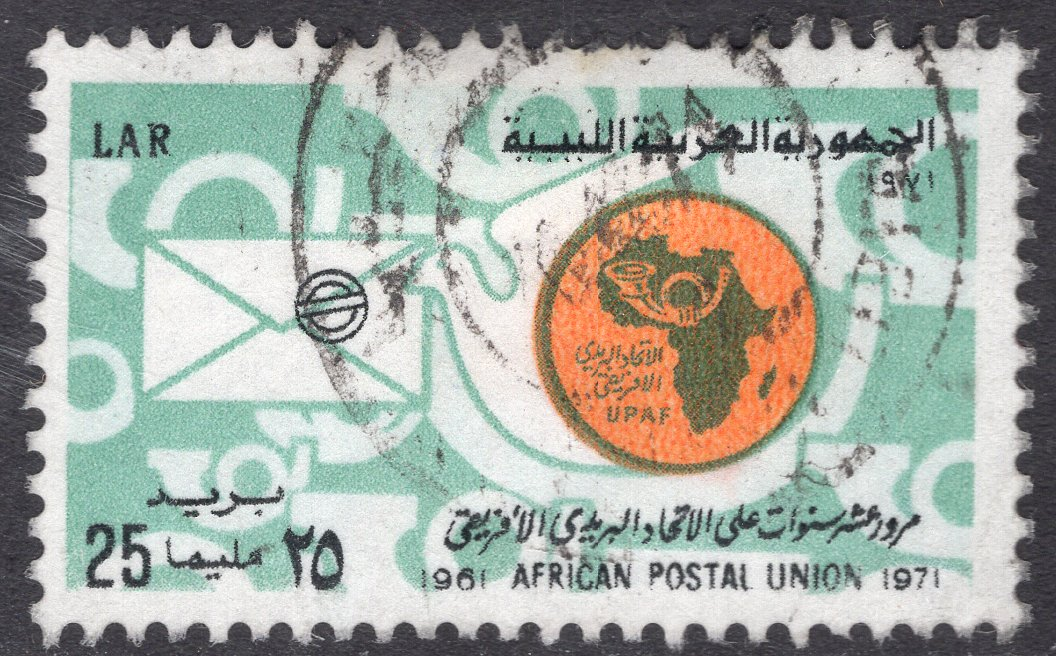 LAR
الجمهورية العربية الليبية
١٩٧١
الاتحاد البريدي
الافريقي
UPAF
بريد
25 مليما ٢٥
مرور عشر سنوات على الاتحاد البريدي الأفريقي
1961 AFRICAN POSTAL UNION 1971